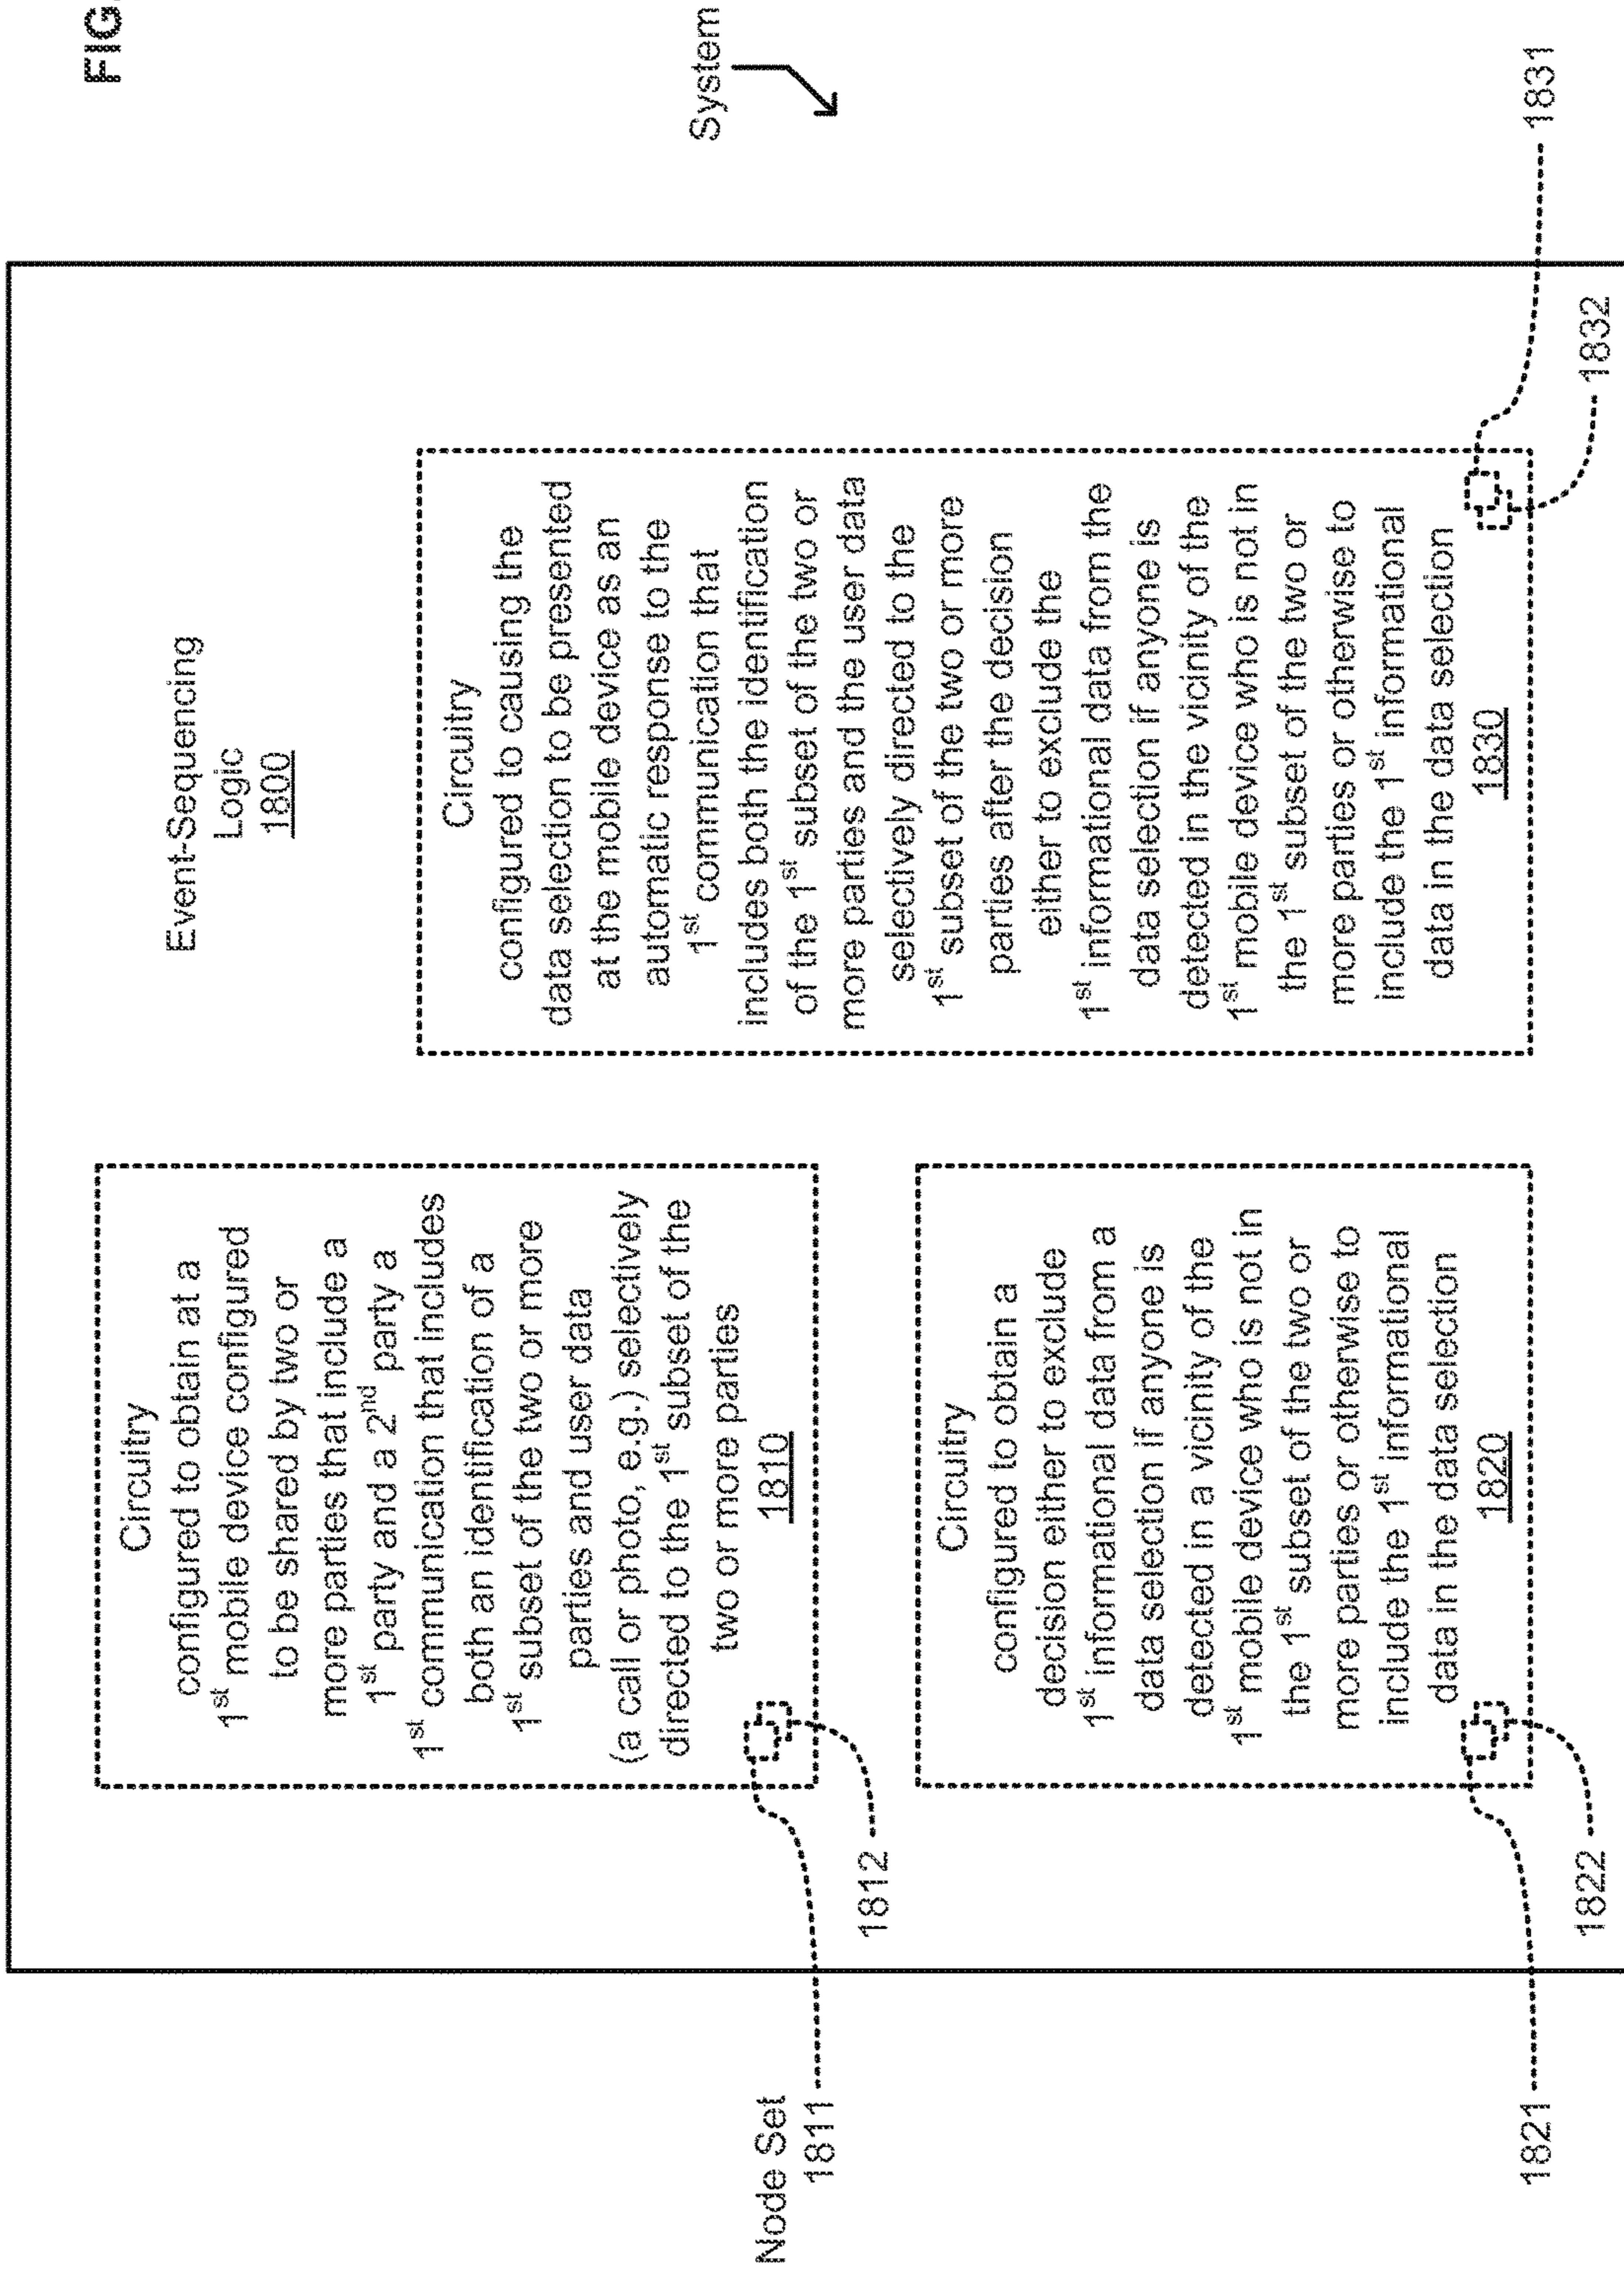 FIG.
System
Event-Sequencing
Logic
1800
Circuitry
configured to obtain at a
1st mobile device configured
to be shared by two or
more parties that include a
1st party and a 2nd party a
1st communication that includes
both an identification of a
1st subset of the two or more
parties and user data
(a call or photo, e.g.) selectively
directed to the 1st subset of the
two or more parties
1810
Node Set
1811
1812
Circuitry
configured to obtain a
decision either to exclude
1st informational data from a
data selection if anyone is
detected in a vicinity of the
1st mobile device who is not in
the 1st subset of the two or
more parties or otherwise to
include the 1st informational
data in the data selection
1820
1821
1822
Circuitry
configured to causing the
data selection to be presented
at the mobile device as an
automatic response to the
1st communication that
includes both the identification
of the 1st subset of the two or
more parties and the user data
selectively directed to the
1st subset of the two or more
parties after the decision
either to exclude the
1st informational data from the
data selection if anyone is
detected in the vicinity of the
1st mobile device who is not in
the 1st subset of the two or
more parties or otherwise to
include the 1st informational
data in the data selection
1830
1831
1832